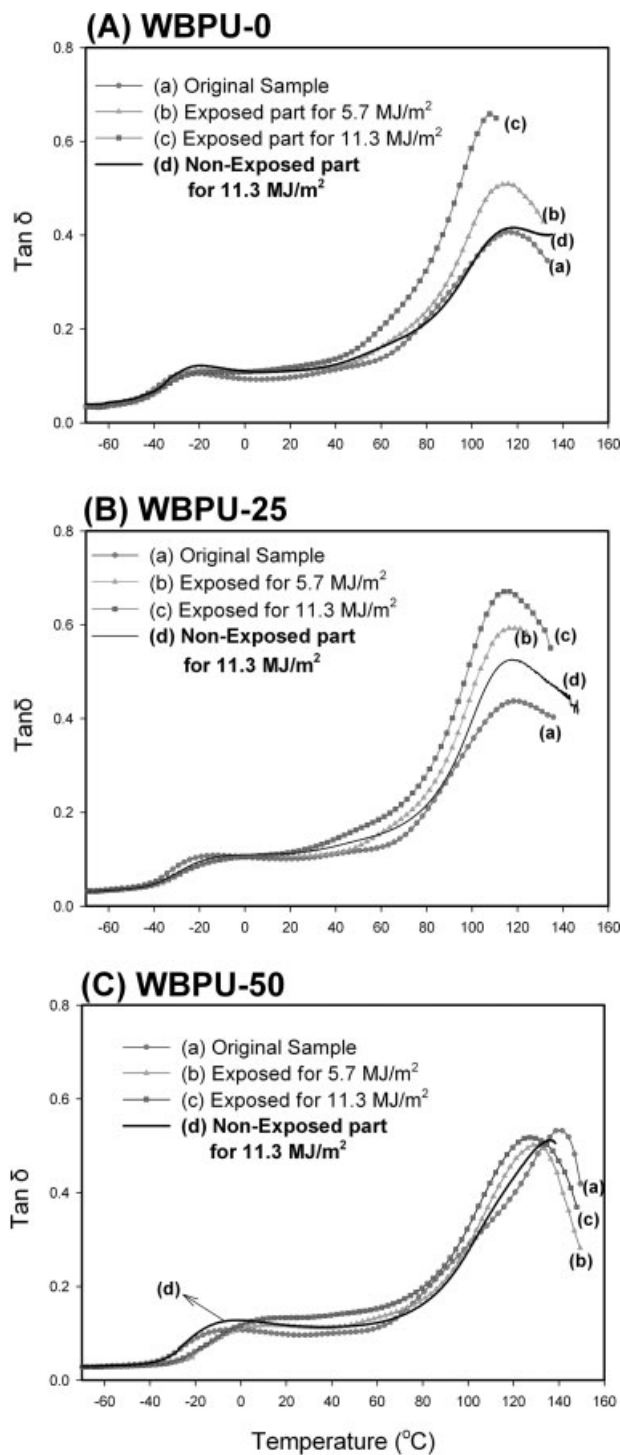 (A) WBPU-0
0.8
(a) Original Sample
(b) Exposed part for 5.7 MJ/m²
(c) Exposed part for 11.3 MJ/m²
(d) Non-Exposed part
for 11.3 MJ/m²
(c)
0.6
Tan δ
0.4
(b)
(d)
(a)
0.2
0.0
-60 -40 -20 0 20 40 60 80 100 120 140 160
(B) WBPU-25
0.8
(a) Original Sample
(b) Exposed for 5.7 MJ/m²
(c) Exposed for 11.3 MJ/m²
(d) Non-Exposed part
for 11.3 MJ/m²
0.6
(b) (c)
(d)
Tanδ
0.4
(a)
0.2
0.0
-60 -40 -20 0 20 40 60 80 100 120 140 160
(C) WBPU-50
0.8
(a) Original Sample
(b) Exposed for 5.7 MJ/m²
(c) Exposed for 11.3 MJ/m²
(d) Non-Exposed part
for 11.3 MJ/m²
0.6
Tan δ
0.4
(a)
(c)
(b)
0.2
(d)
0.0
-60 -40 -20 0 20 40 60 80 100 120 140 160
Temperature (°C)